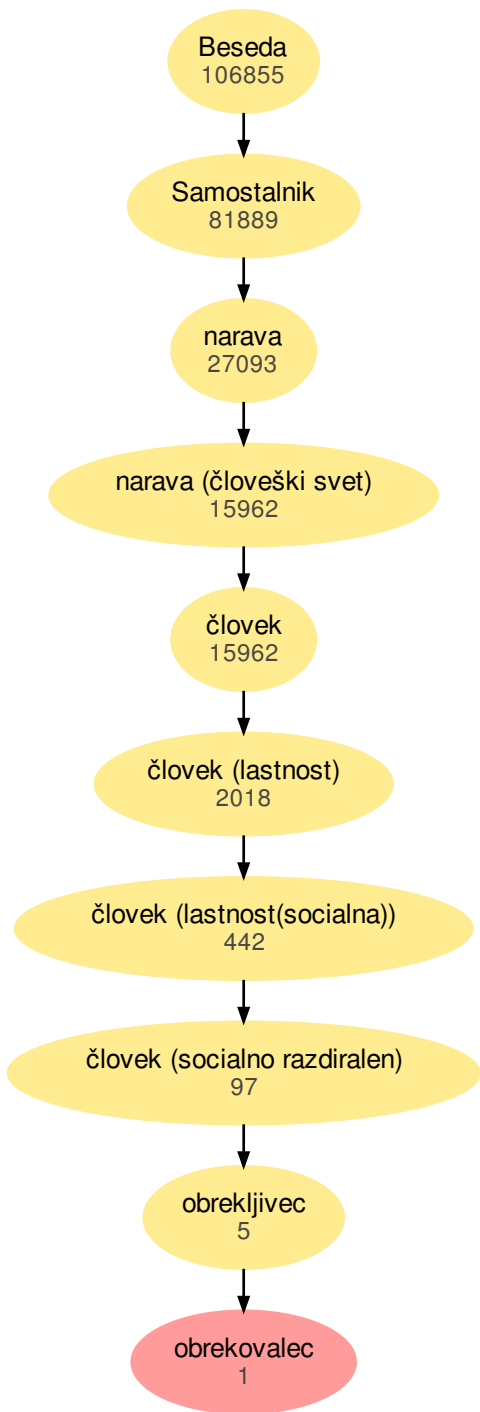 Beseda
106855
Samostalnik
81889
narava
27093
narava (človeški svet)
15962
človek
15962
človek (lastnost)
2018
človek (lastnost(socialna))
442
človek (socialno razdiralen)
97
obrekljivec
5
obrekovalec
1